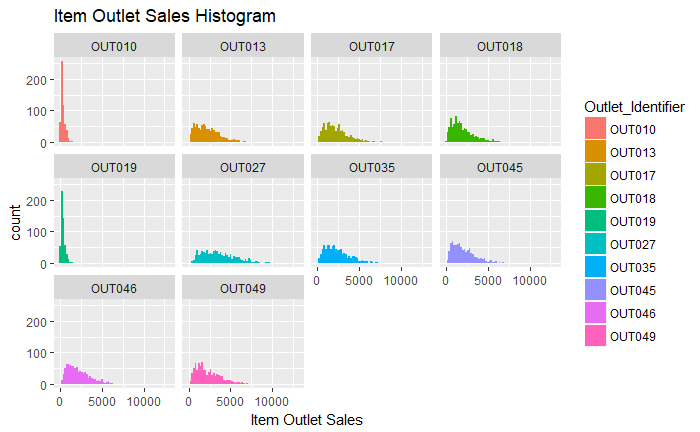 Item Outlet Sales Histogram
OUT010 OUT013 OUT017 OUT018
200
100
0
OUT019 OUT027 OUT035 OUT045
200
100
0
0 5000 10000 0 5000 10000
OUT046 OUT049
200
100
0
0 5000 10000 0 5000 10000
count
Item Outlet Sales
Outlet_Identifier
OUT010
OUT013
OUT017
OUT018
OUT019
OUT027
OUT035
OUT045
OUT046
OUT049